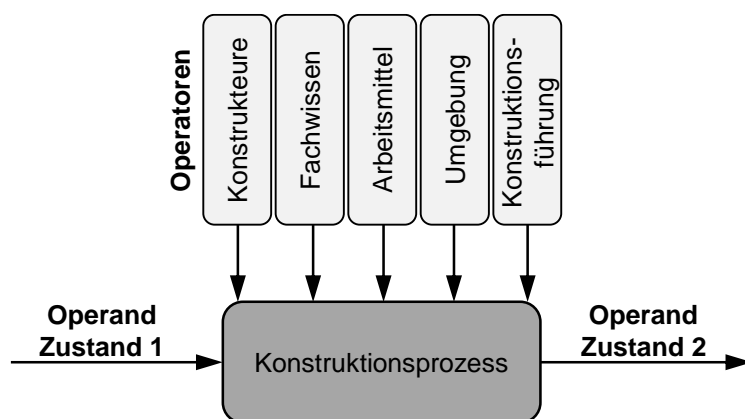 Operatoren
Konstrukteure
Fachwissen
Arbeitsmittel
Umgebung
Konstruktions-
führung
Operand
Zustand 1
Konstruktionsprozess
Operand
Zustand 2